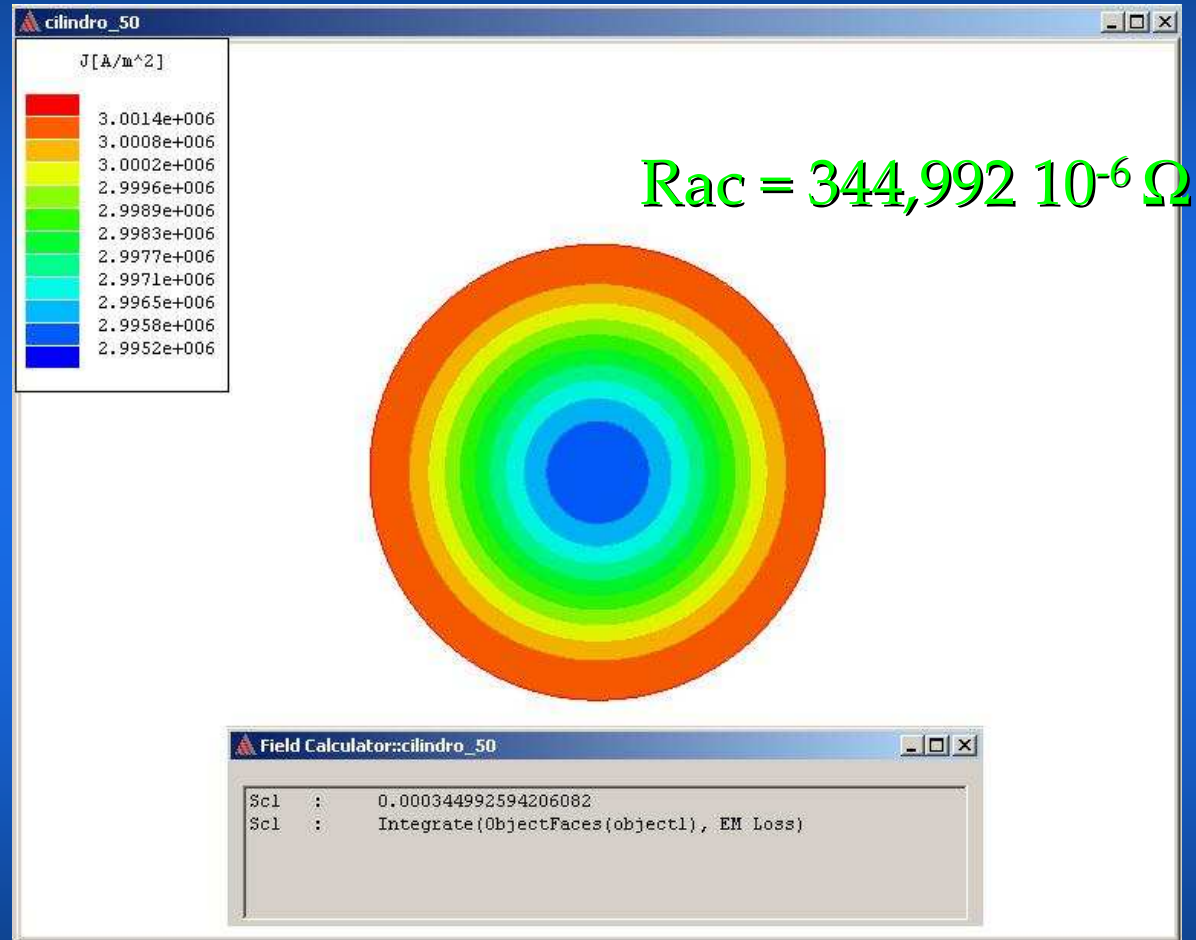 cilindro_50
J[A/m^2]
3.0014e+006
3.0008e+006
3.0002e+006
2.9996e+006
2.9989e+006
2.9983e+006
2.9977e+006
2.9971e+006
2.9965e+006
2.9958e+006
2.9952e+006
Rac = 344,992 10⁻⁶ Ω
Field Calculator::cilindro_50
Scl : 0.000344992594206082
Scl : Integrate(ObjectFaces(object1), EM Loss)